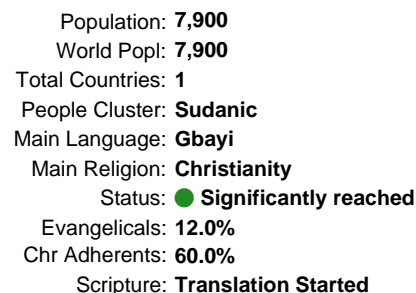 Population: 7,900
World Popl: 7,900
Total Countries: 1
People Cluster: Sudanic
Main Language: Gbayi
Main Religion: Christianity
Status: Significantly reached
Evangelicals: 12.0%
Chr Adherents: 60.0%
Scripture: Translation Started